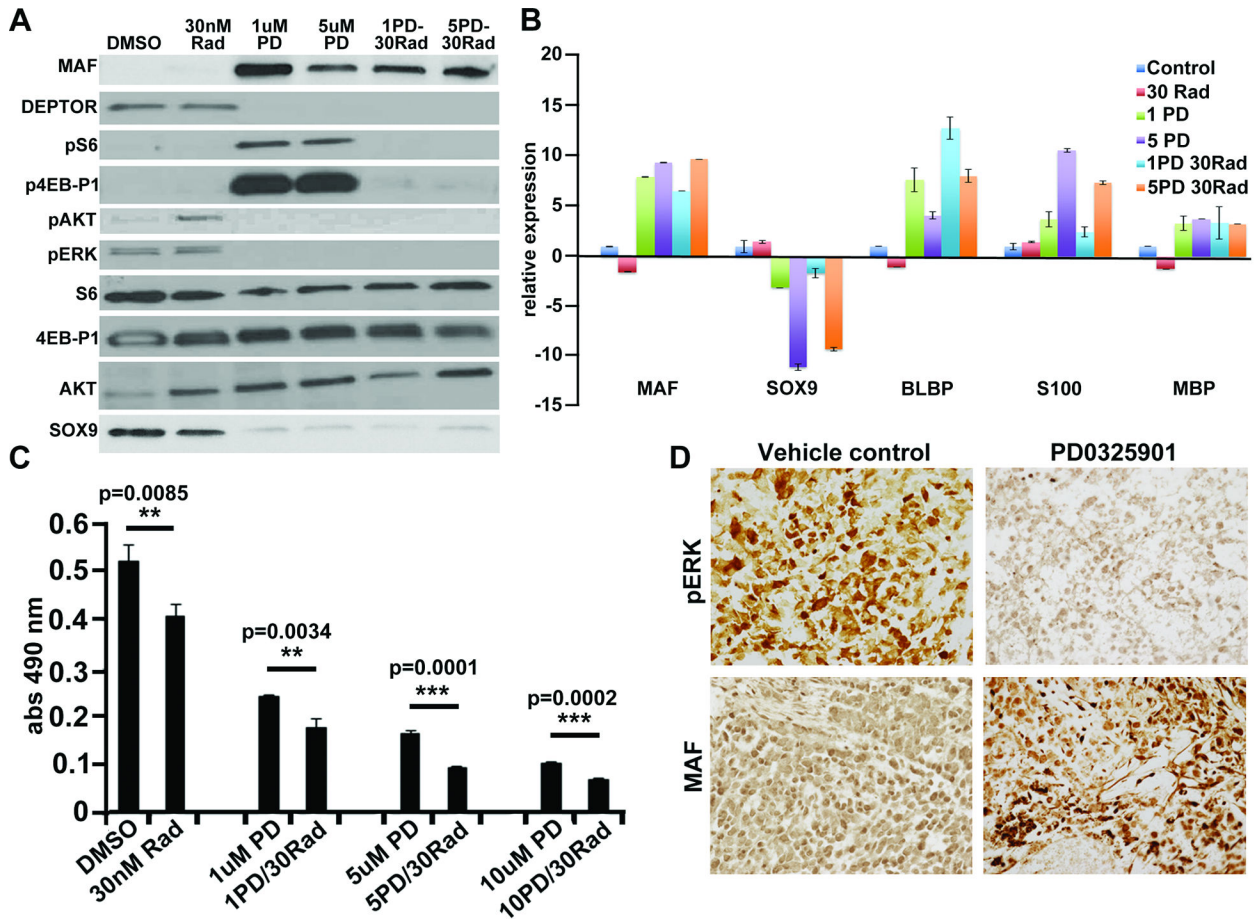 A
DMSO 30nM Rad 1uM PD 5uM PD 1PD-30Rad 5PD-30Rad
MAF
DEPTOR
pS6
p4EB-P1
pAKT
pERK
S6
4EB-P1
AKT
SOX9
B
20
15
10
5
0
-5
-10
-15
relative expression
Control
30 Rad
1 PD
5 PD
1PD 30Rad
5PD 30Rad
MAF SOX9 BLBP S100 MBP
C
p=0.0085
**
p=0.0034
**
p=0.0001
***
p=0.0002
***
0.6
0.5
0.4
0.3
0.2
0.1
0
abs 490 nm
DMSO
30nM Rad
1uM PD
1PD/30Rad
5uM PD
5PD/30Rad
10uM PD
10PD/30Rad
D
Vehicle control PD0325901
pERK
MAF